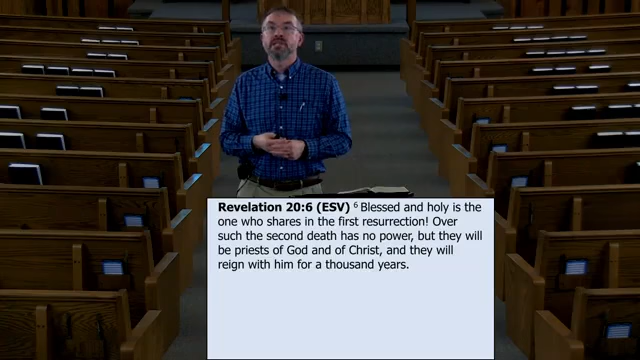 Revelation 20:6 (ESV) ⁶ Blessed and holy is the
one who shares in the first resurrection! Over
such the second death has no power, but they will
be priests of God and of Christ, and they will
reign with him for a thousand years.